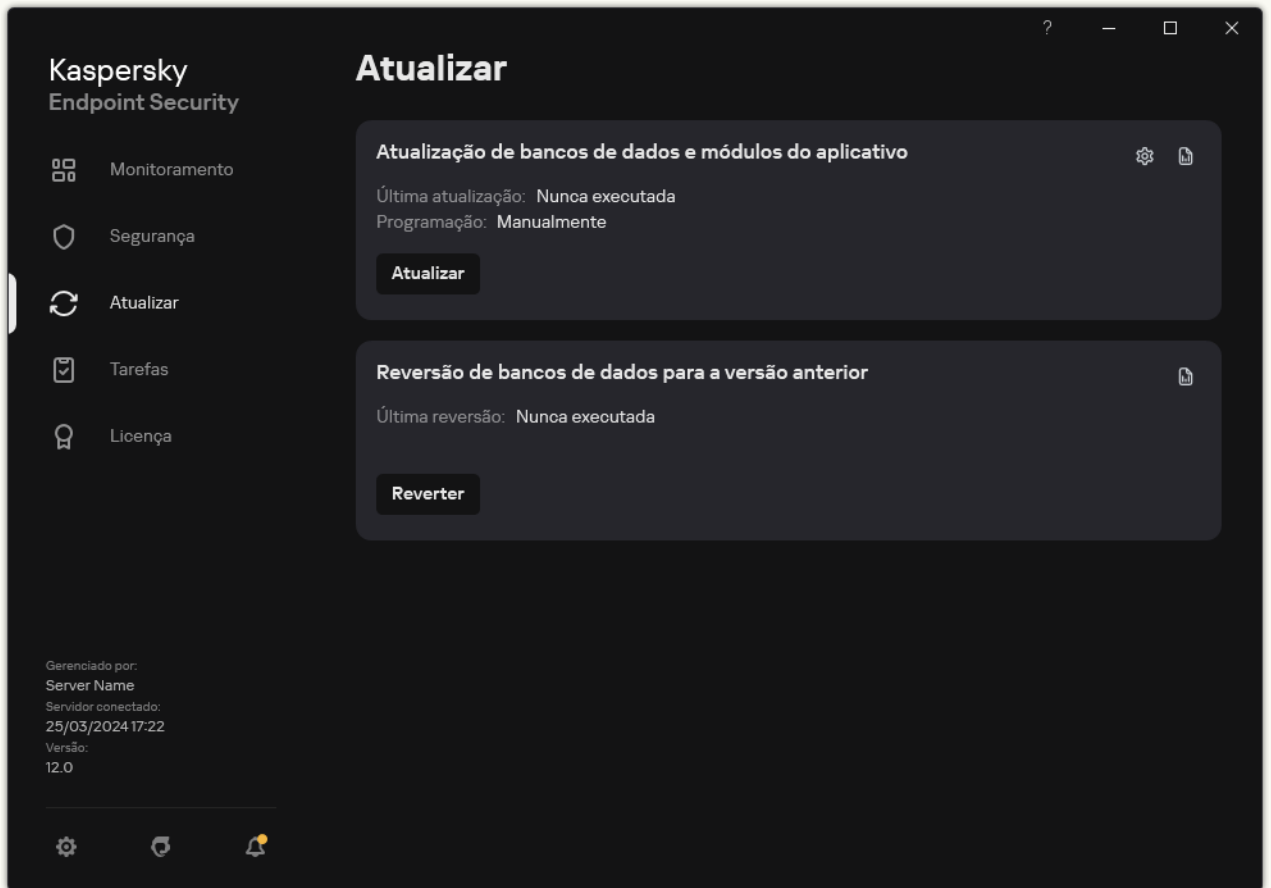 ?
Kaspersky
Endpoint Security
Monitoramento
Segurança
Atualizar
Tarefas
Licença
Gerenciado por:
Server Name
Servidor conectado:
25/03/2024 17:22
Versão:
12.0
Atualizar
Atualização de bancos de dados e módulos do aplicativo
Última atualização: Nunca executada
Programação: Manualmente
Atualizar
Reversão de bancos de dados para a versão anterior
Última reversão: Nunca executada
Reverter